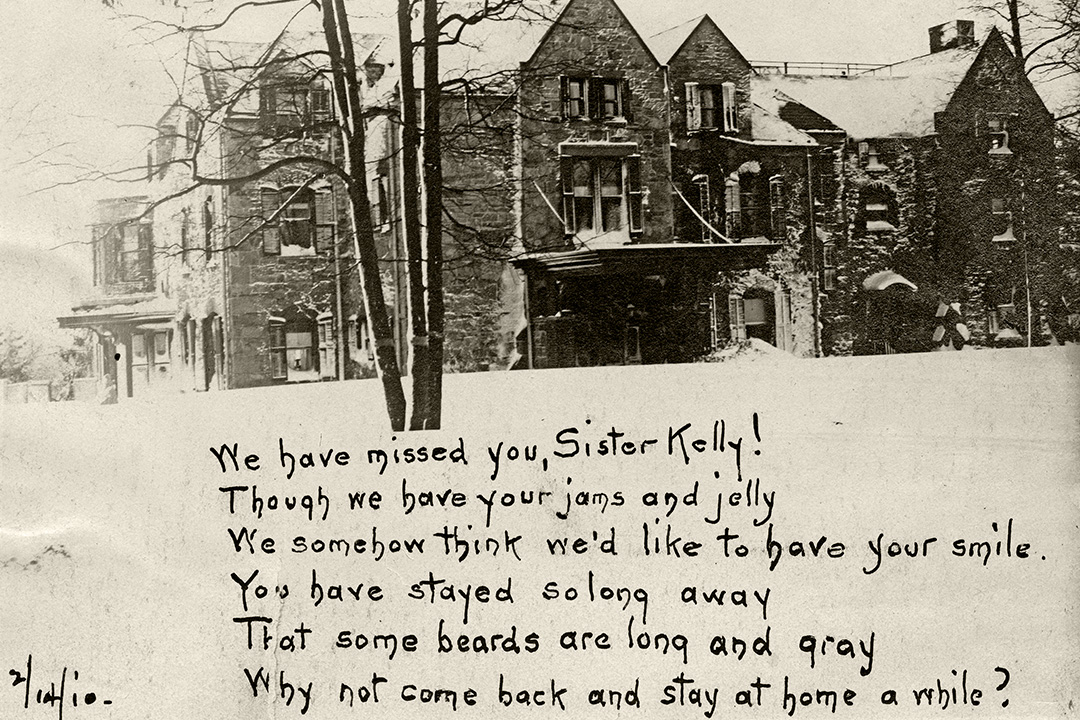 We have missed you, Sister Kelly!
Though we have your jams and jelly
We somehow think we'd like to have your smile.
You have stayed so long away
That some beards are long and gray
Why not come back and stay at home a while?
2/14/10.